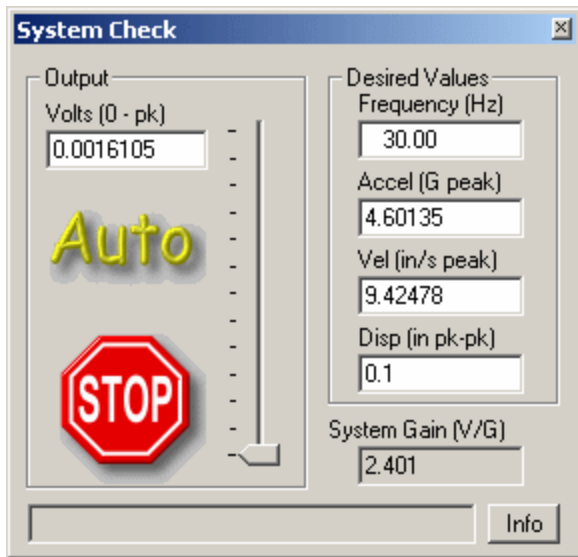 System Check
Output
Volts (0 - pk)
0.0016105
Auto
STOP
Desired Values
Frequency (Hz)
30.00
Accel (G peak)
4.60135
Vel (in/s peak)
9.42478
Disp (in pk-pk)
0.1
System Gain (V/G)
2.401
Info